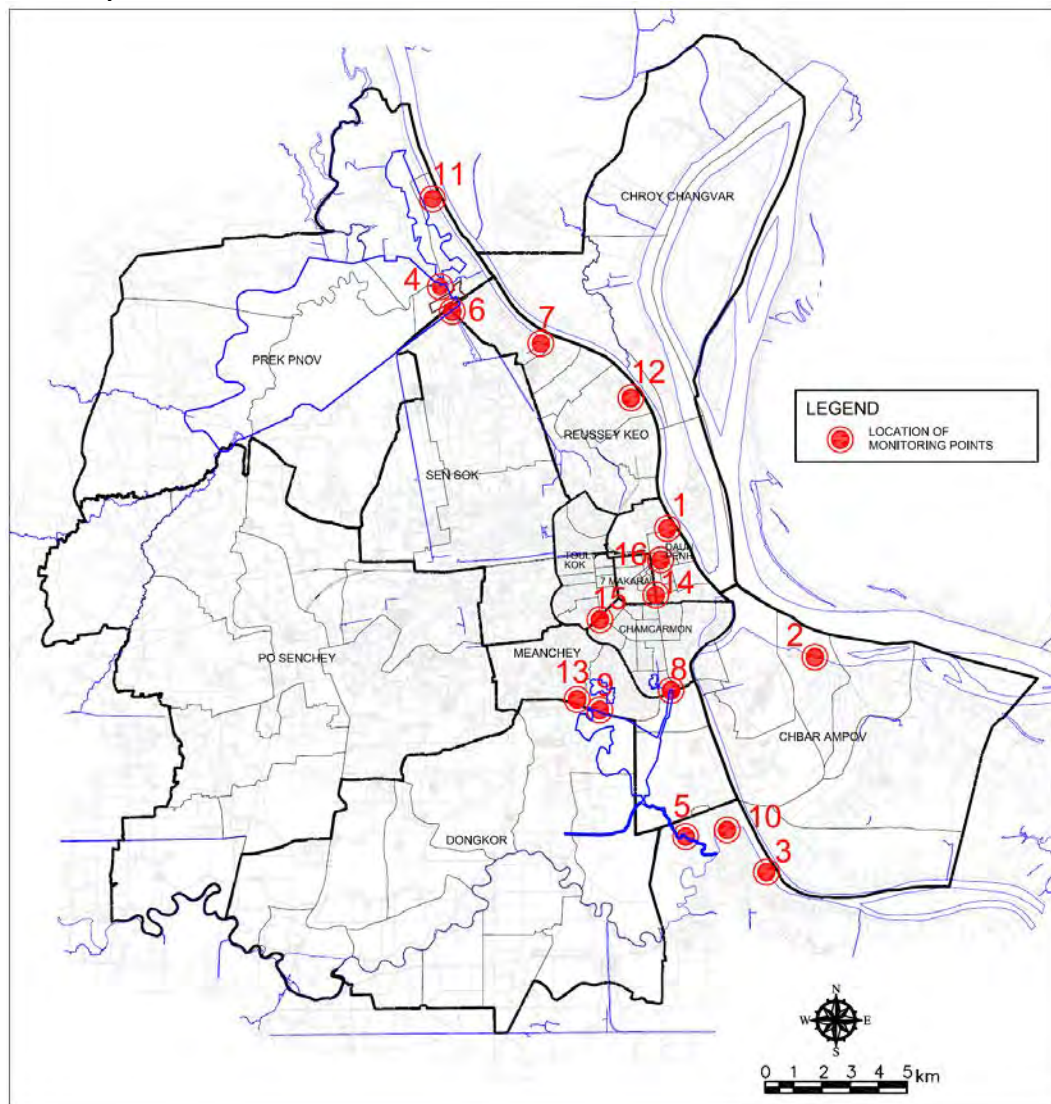 11
CHROY CHANGVAR
4
6
7
PREK PNOV
12
LEGEND
LOCATION OF
MONITORING POINTS
REUSSEY KEO
SEN SOK
1
16
DAUN
PENH
TOUL
KOK
7 MAKARA
14
15
CHAMCARMON
MEANCHEY
2
PO SENCHEY
8
13
9
CHBAR AMPOV
5
10
DONGKOR
3
N
W
E
S
0 1 2 3 4 5 km